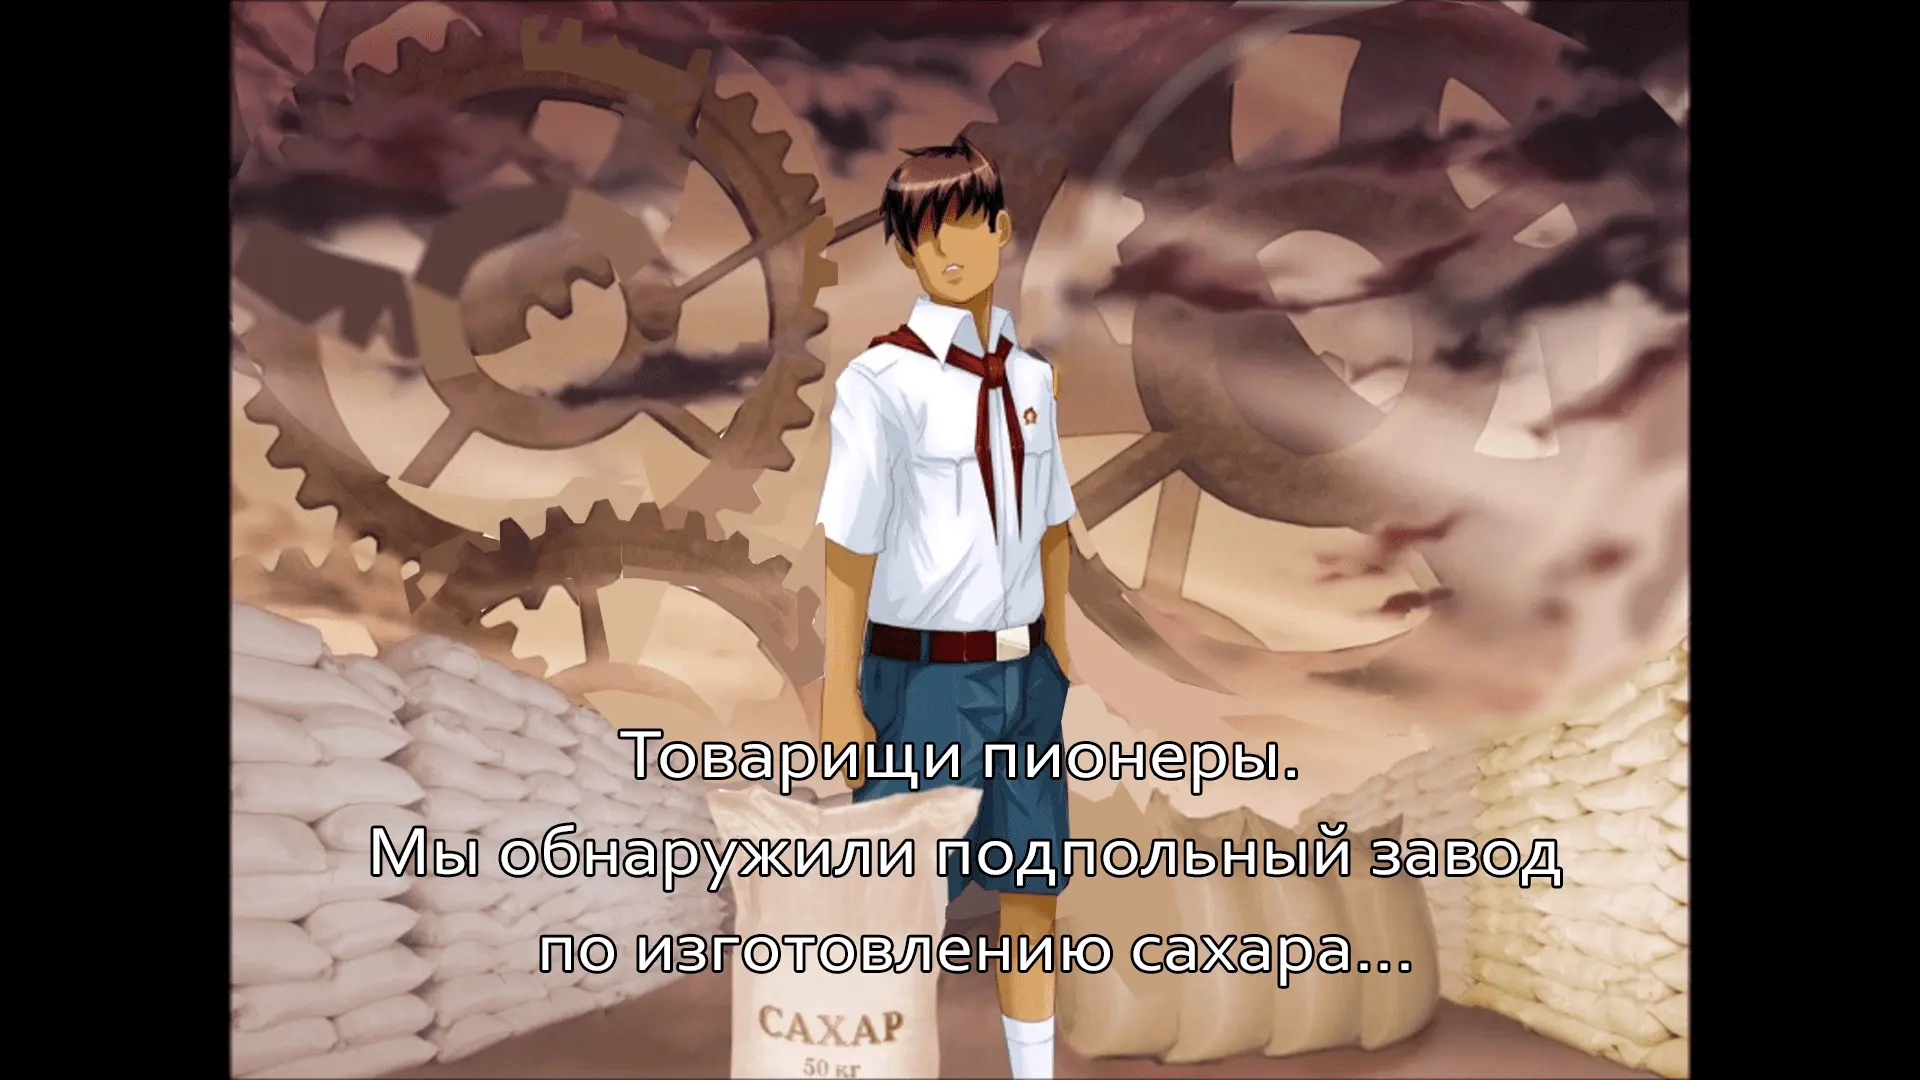 Товарищи пионеры.
Мы обнаружили подпольный завод
по изготовлению сахара...
САХАР
50 кг